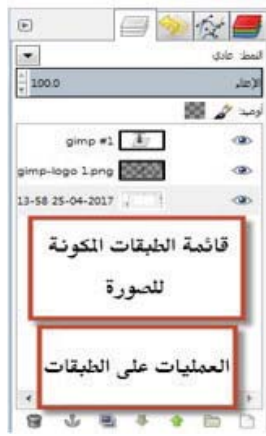 النمط: عادي
الإعتام 100.0
أوصد:
gimp #1
gimp-logo 1.png
13-58 25-04-2017
قائمة الطبقات المكونة
للصورة
العمليات على الطبقات